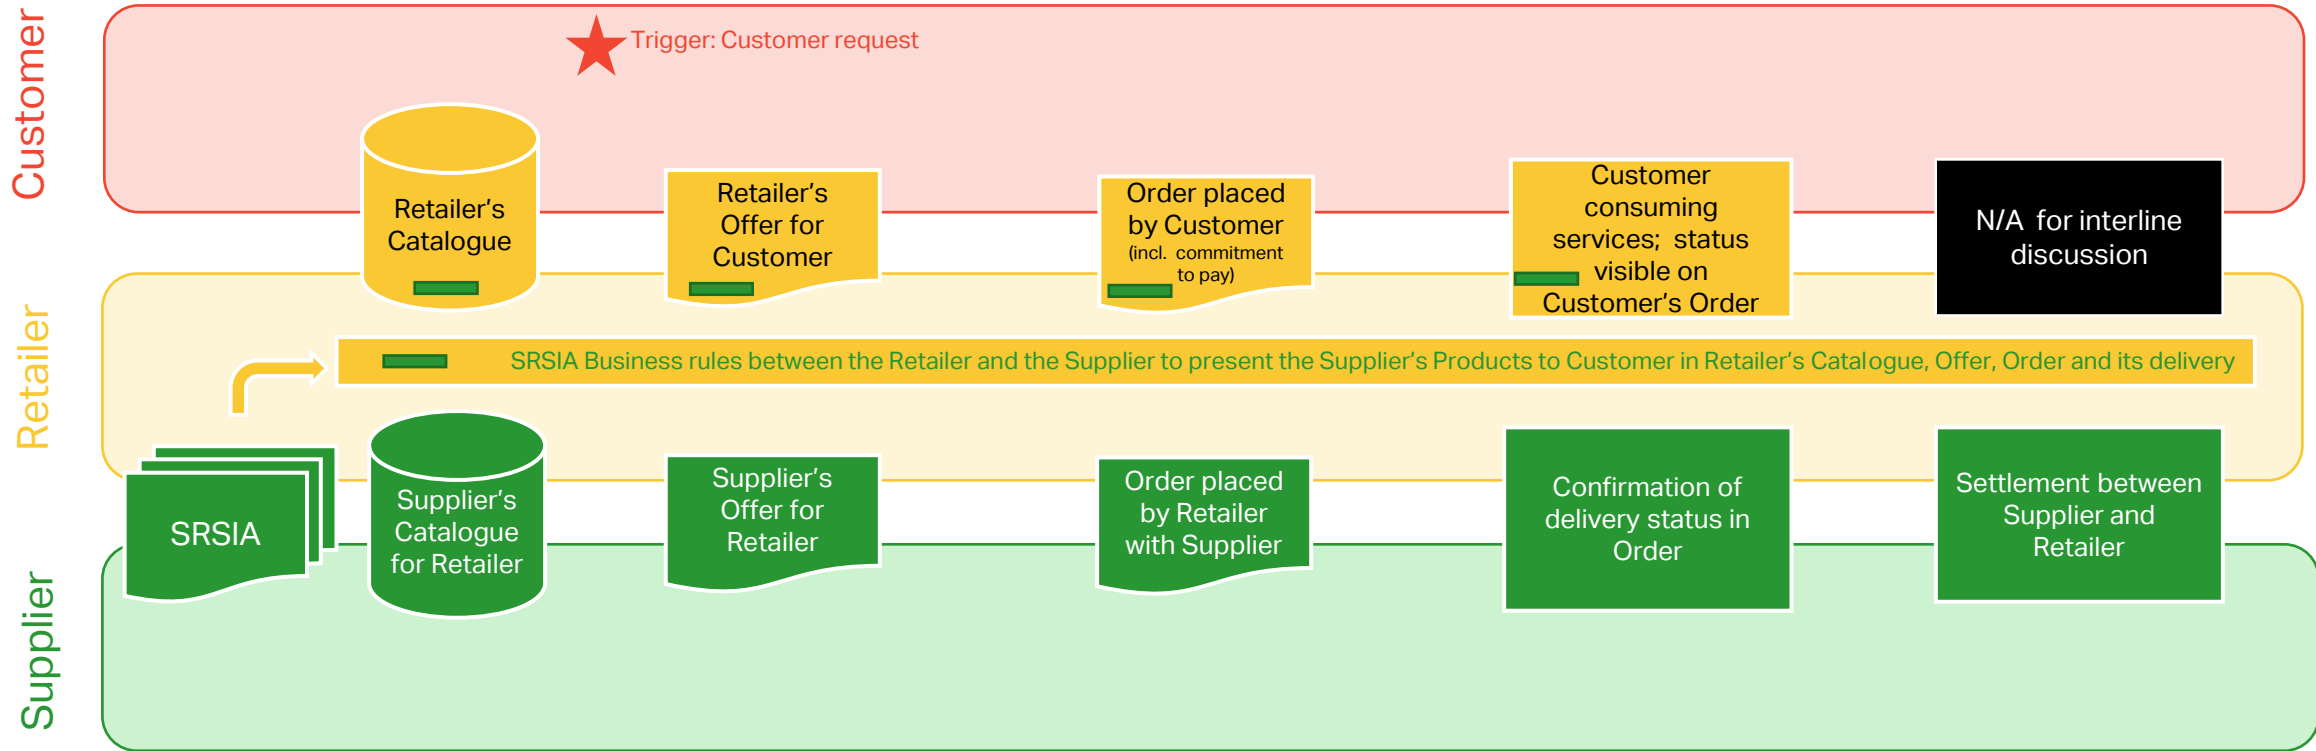 Customer
Trigger: Customer request
Retailer's
Catalogue
Retailer's
Offer for
Customer
Order placed
by Customer
(incl. commitment
to pay)
Customer
consuming
services; status
visible on
Customer's Order
N/A for interline
discussion
Retailer
SRSIA Business rules between the Retailer and the Supplier to present the Supplier's Products to Customer in Retailer's Catalogue, Offer, Order and its delivery
SRSIA
Supplier's
Catalogue
for Retailer
Supplier's
Offer for
Retailer
Order placed
by Retailer
with Supplier
Confirmation of
delivery status in
Order
Settlement between
Supplier and
Retailer
Supplier